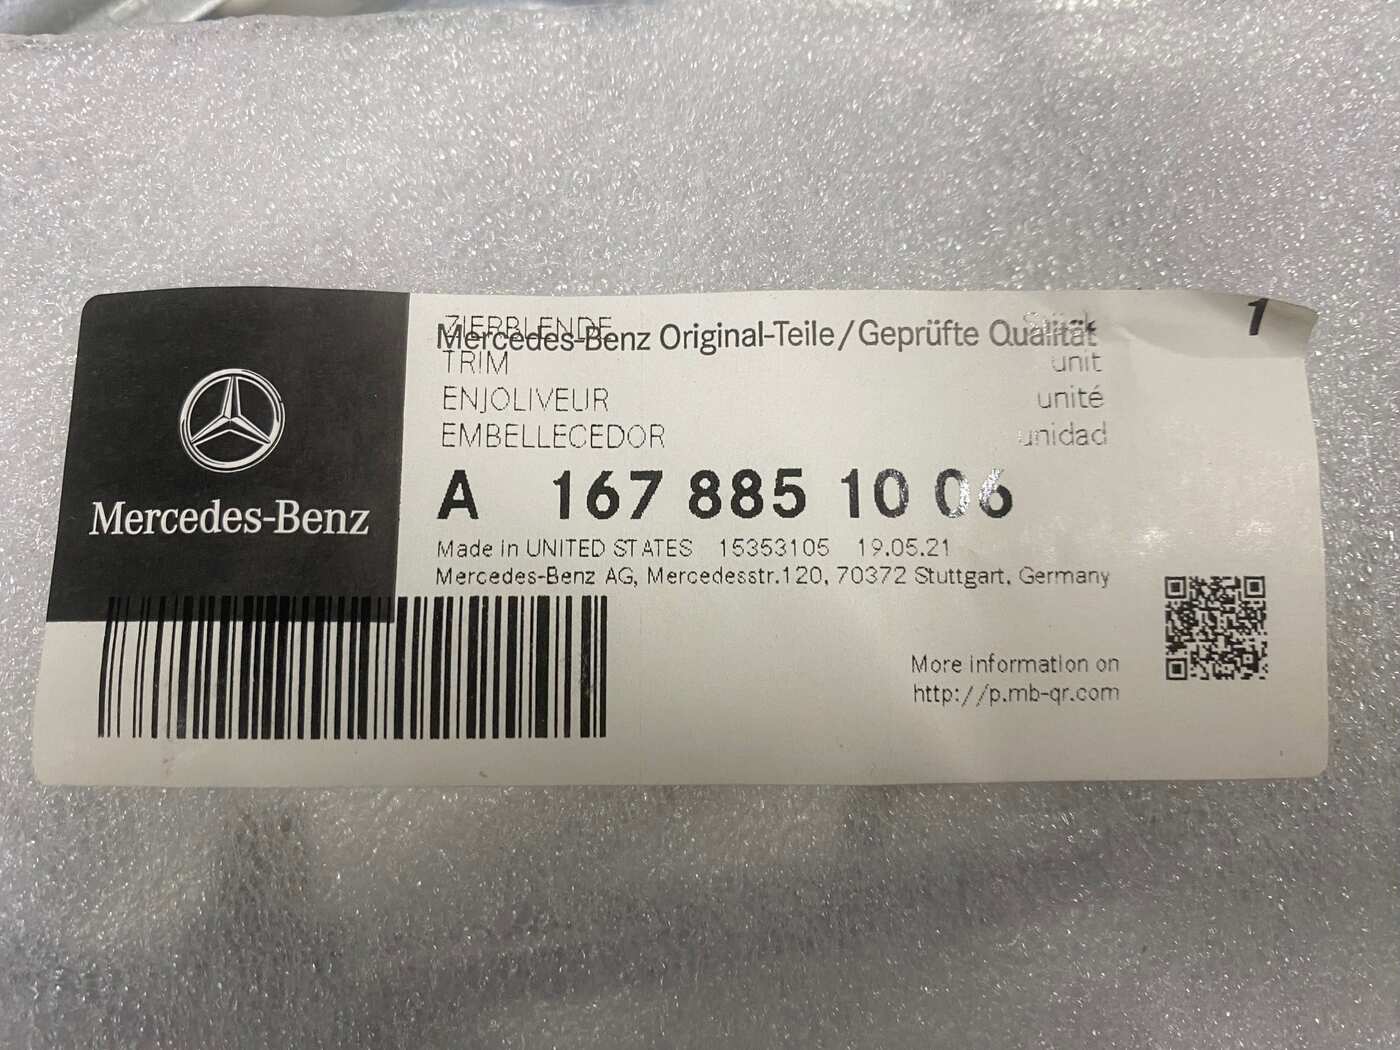 ZIERBLENDE Stück 1
Mercedes-Benz Original-Teile/Geprüfte Qualität
TRIM unit
ENJOLIVEUR unité
EMBELLECEDOR unidad
A 167 885 10 06
Mercedes-Benz
Made in UNITED STATES 15353105 19.05.21
Mercedes-Benz AG, Mercedesstr.120, 70372 Stuttgart, Germany
More information on
http://p.mb-qr.com